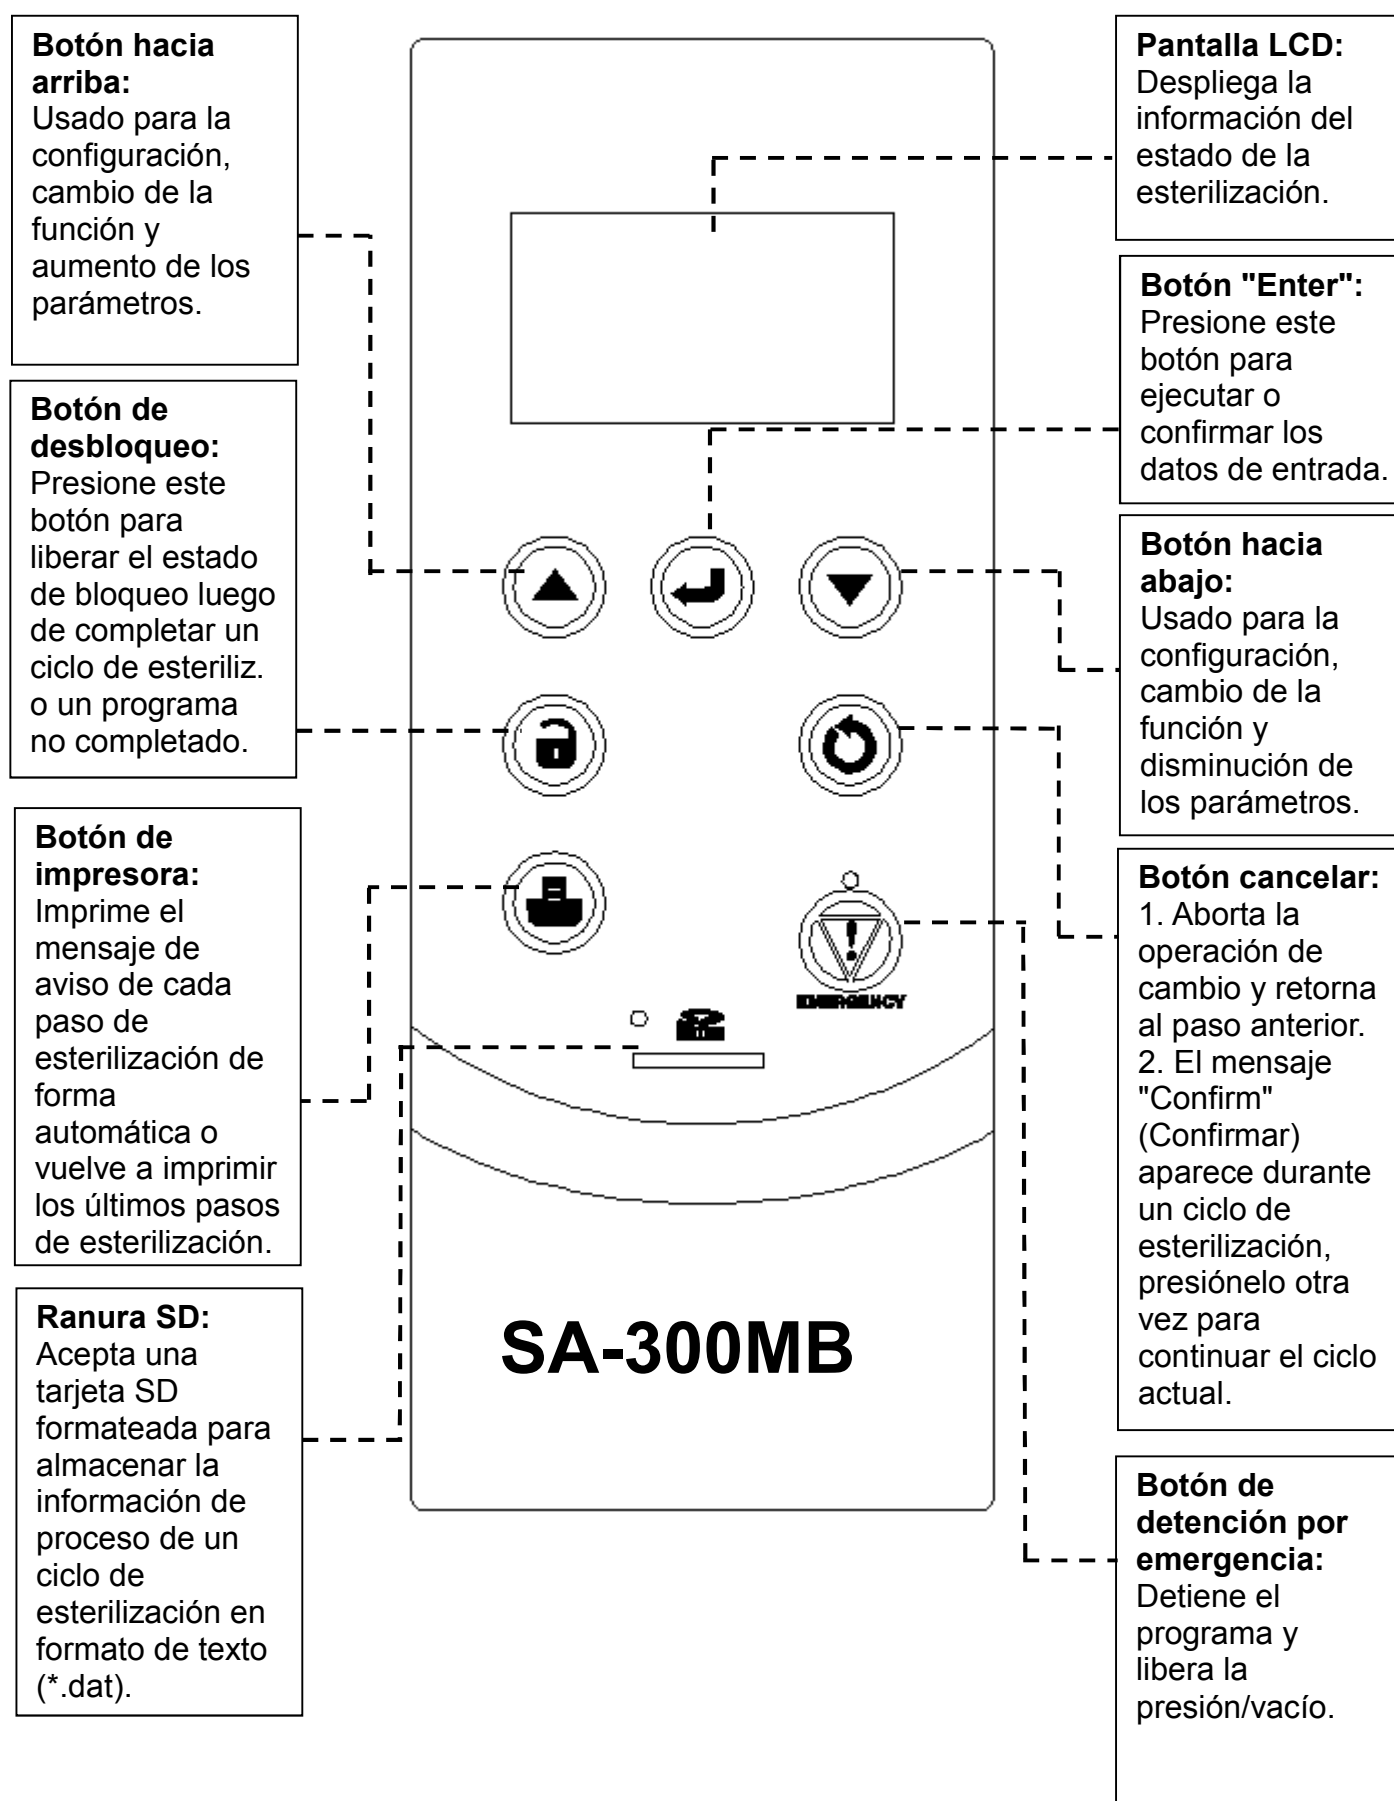 Botón hacia
arriba:
Usado para la
configuración,
cambio de la
función y
aumento de los
parámetros.
Botón de
desbloqueo:
Presione este
botón para
liberar el estado
de bloqueo luego
de completar un
ciclo de esteriliz.
o un programa
no completado.
Botón de
impresora:
Imprime el
mensaje de
aviso de cada
paso de
esterilización de
forma
automática o
vuelve a imprimir
los últimos pasos
de esterilización.
Ranura SD:
Acepta una
tarjeta SD
formateada para
almacenar la
información de
proceso de un
ciclo de
esterilización en
formato de texto
(*.dat).
EMERGENCY
SA-300MB
Pantalla LCD:
Despliega la
información del
estado de la
esterilización.
Botón "Enter":
Presione este
botón para
ejecutar o
confirmar los
datos de entrada.
Botón hacia
abajo:
Usado para la
configuración,
cambio de la
función y
disminución de
los parámetros.
Botón cancelar:
1. Aborta la
operación de
cambio y retorna
al paso anterior.
2. El mensaje
"Confirm"
(Confirmar)
aparece durante
un ciclo de
esterilización,
presiónelo otra
vez para
continuar el ciclo
actual.
Botón de
detención por
emergencia:
Detiene el
programa y
libera la
presión/vacío.